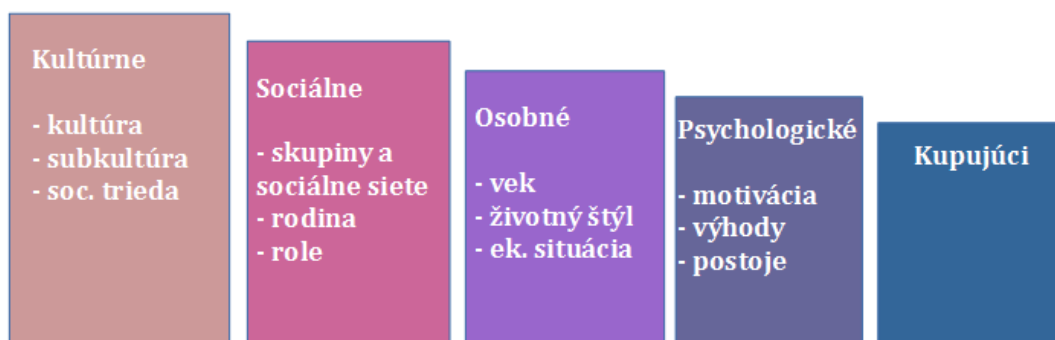 Kultúrne
- kultúra
- subkultúra
- soc. trieda
Sociálne
- skupiny a
sociálne siete
- rodina
- role
Osobné
- vek
- životný štýl
- ek. situácia
Psychologické
- motivácia
- výhody
- postoje
Kupujúci